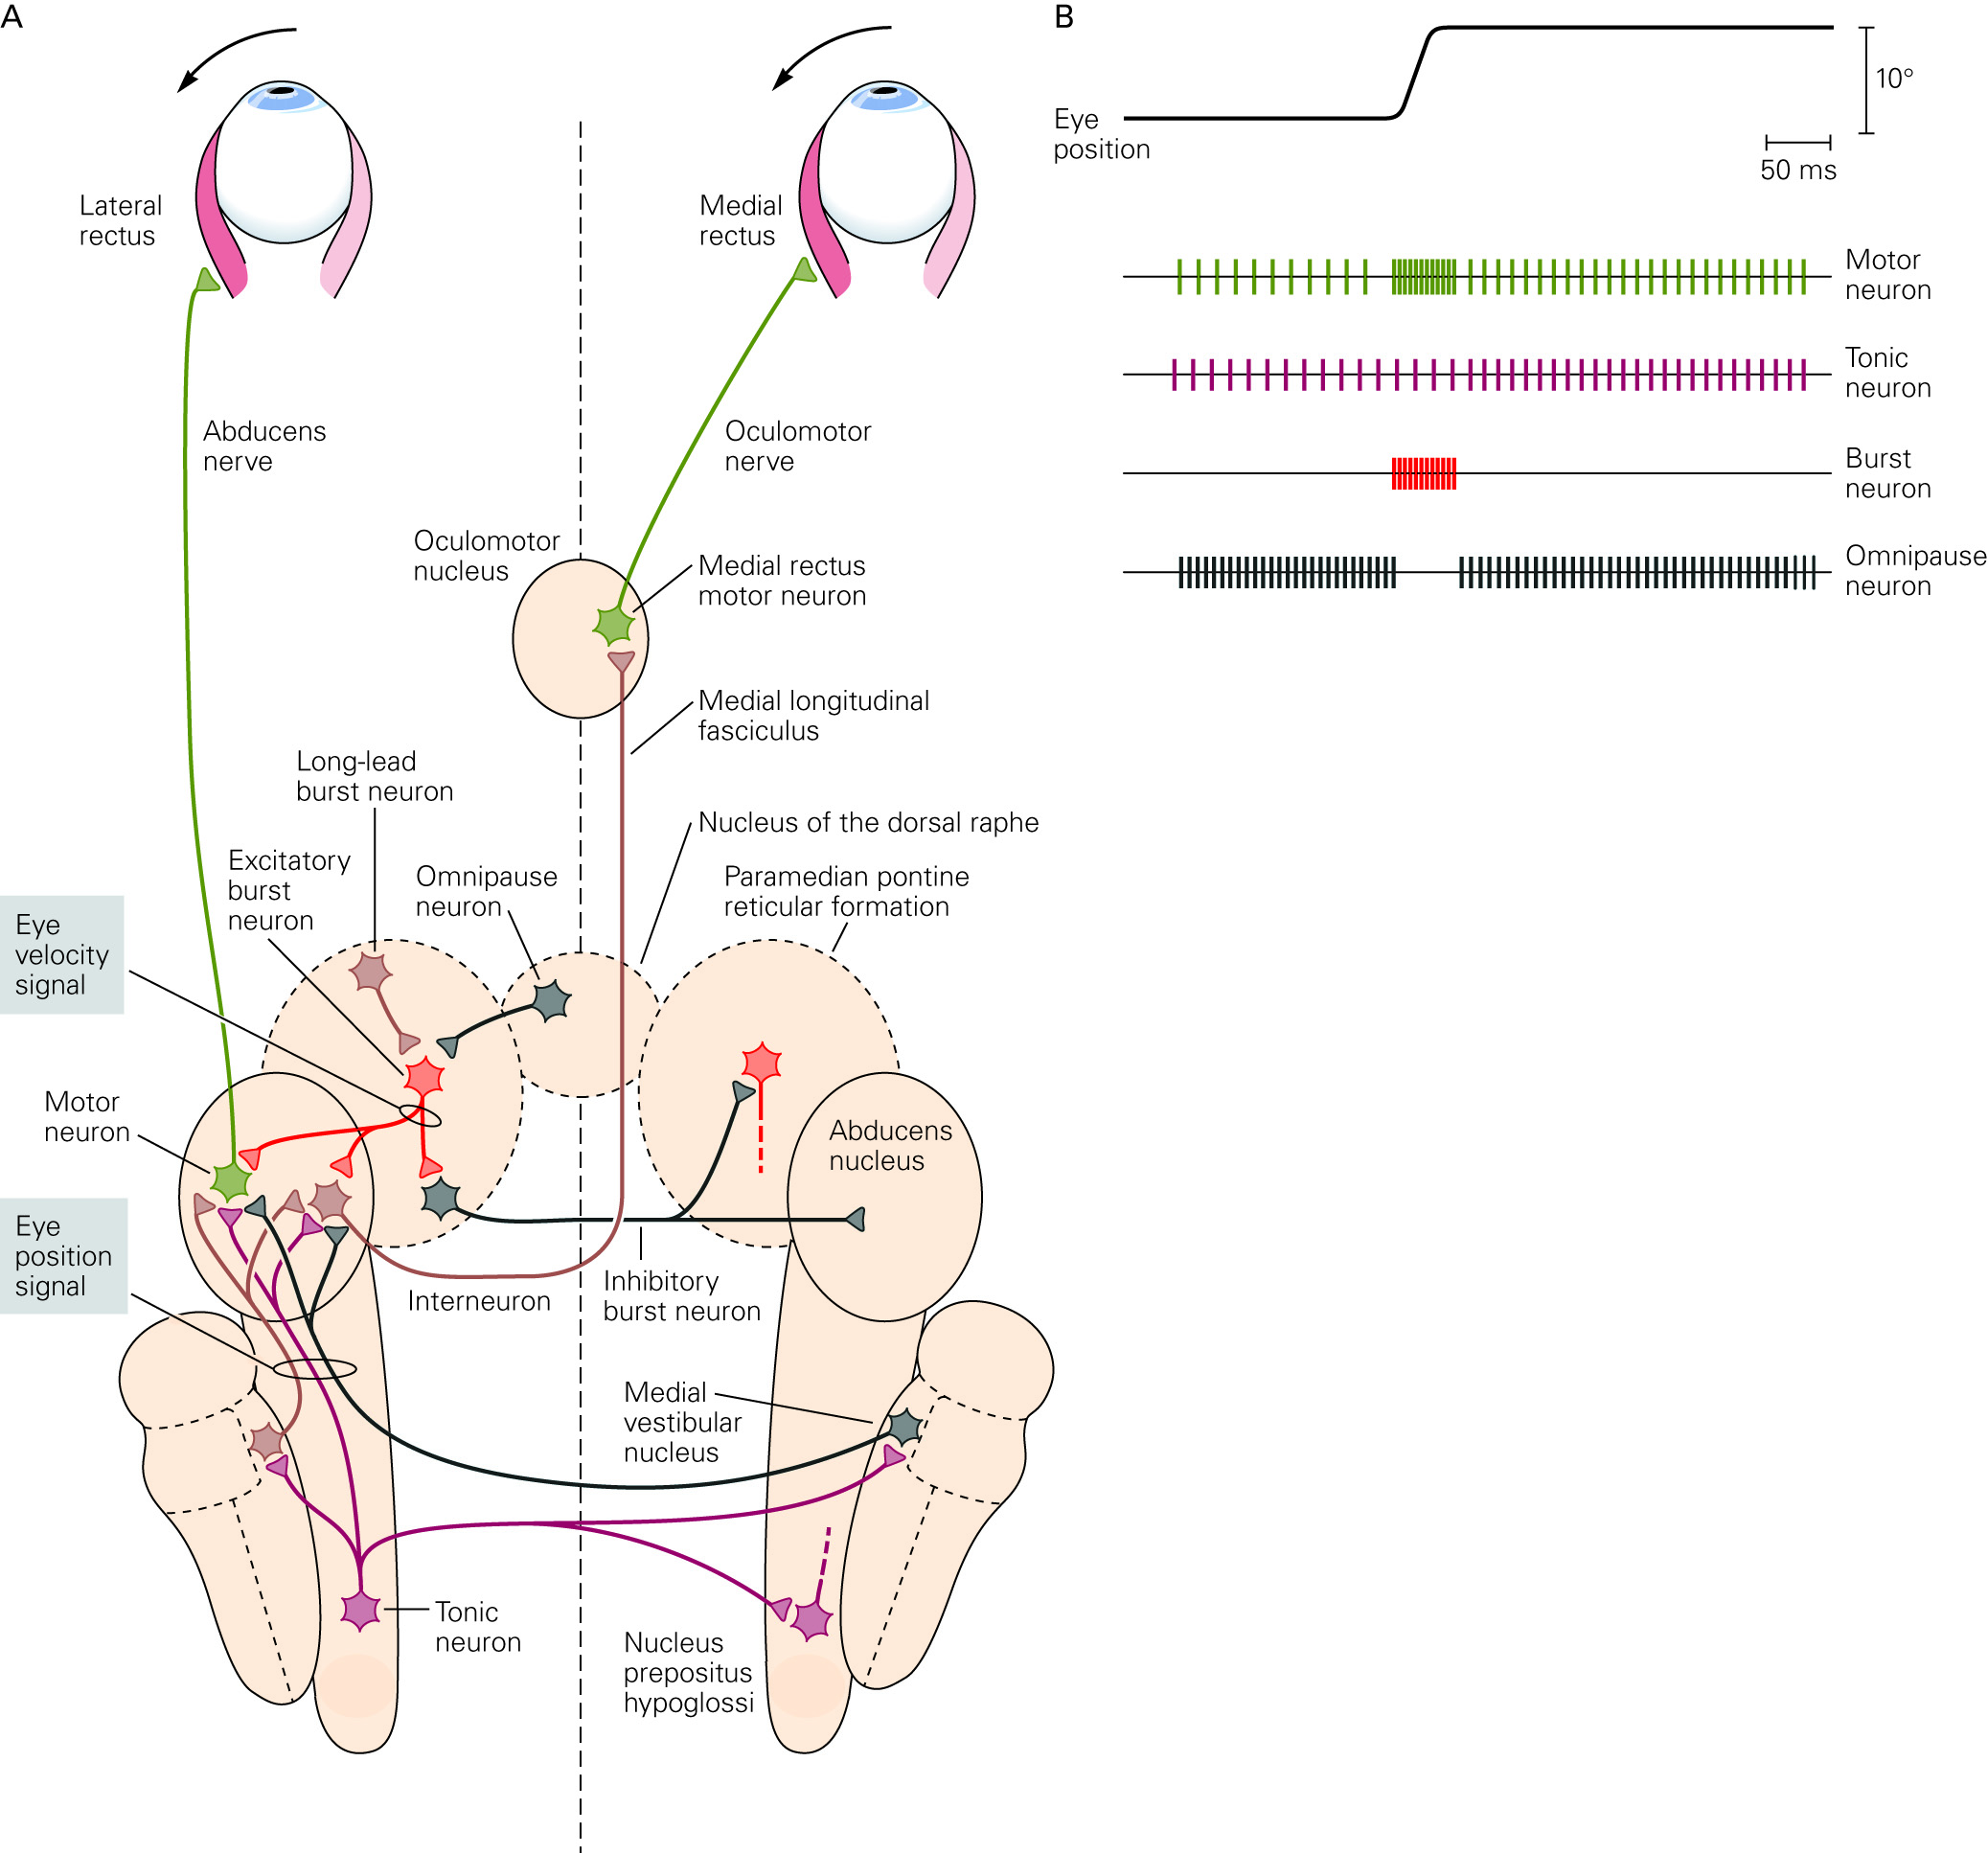 A
Lateral
rectus
Medial
rectus
Abducens
nerve
Oculomotor
nerve
Oculomotor
nucleus
Medial rectus
motor neuron
Medial longitudinal
fasciculus
Long-lead
burst neuron
Nucleus of the dorsal raphe
Excitatory
burst
neuron
Omnipause
neuron
Paramedian pontine
reticular formation
Eye
velocity
signal
Motor
neuron
Abducens
nucleus
Eye
position
signal
Interneuron
Inhibitory
burst neuron
Medial
vestibular
nucleus
Tonic
neuron
Nucleus
prepositus
hypoglossi
B
10°
Eye
position
50 ms
Motor
neuron
Tonic
neuron
Burst
neuron
Omnipause
neuron